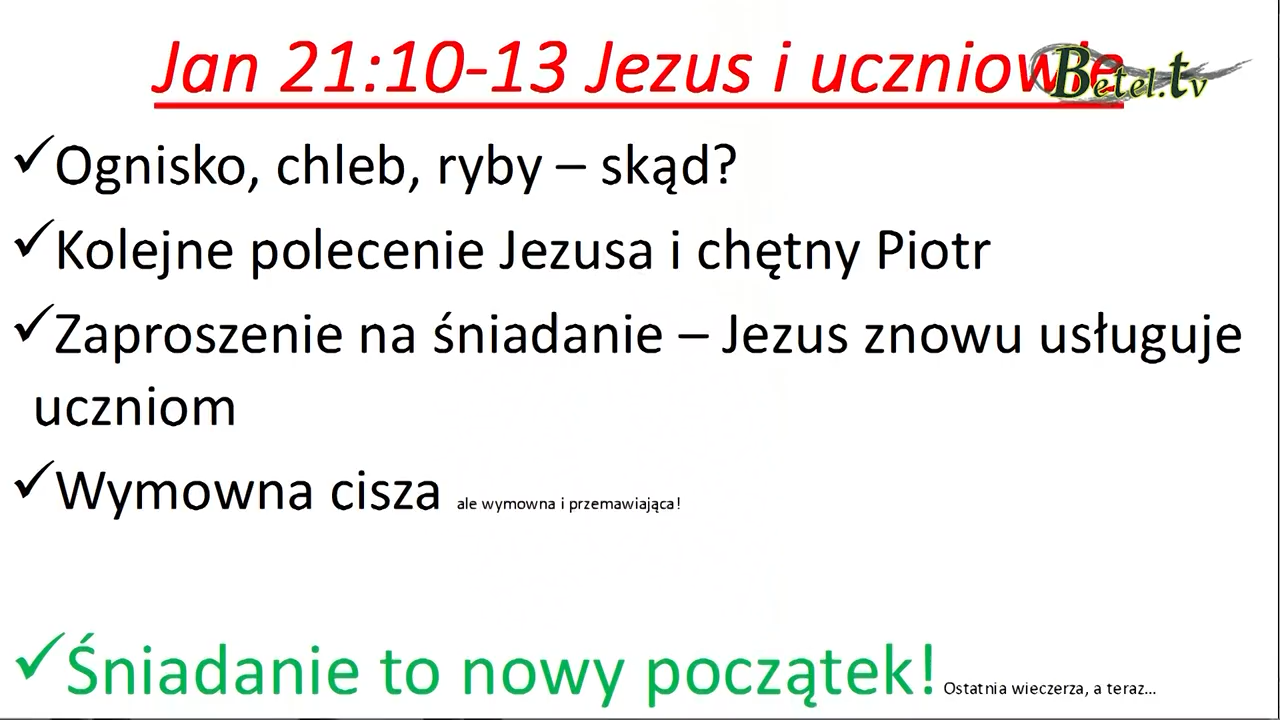 Jan 21:10-13 Jezus i uczniowie
Betel.tv
✓Ognisko, chleb, ryby – skąd?
✓Kolejne polecenie Jezusa i chętny Piotr
✓Zaproszenie na śniadanie – Jezus znowu usługuje
uczniom
✓Wymowna cisza ale wymowna i przemawiająca!
✓Śniadanie to nowy początek! Ostatnia wieczerza, a teraz...